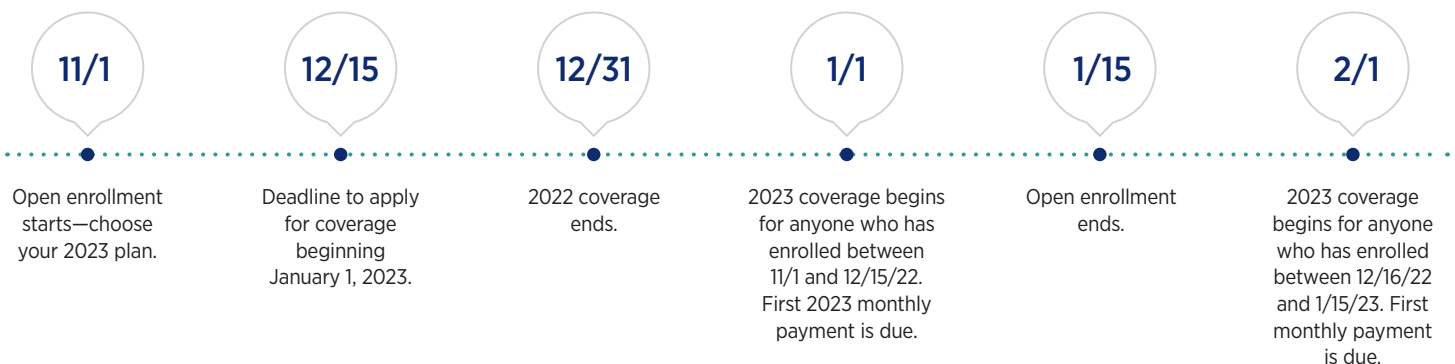 11/1
12/15
12/31
1/1
1/15
2/1
Open enrollment
starts—choose
your 2023 plan.
Deadline to apply
for coverage
beginning
January 1, 2023.
2022 coverage
ends.
2023 coverage begins
for anyone who has
enrolled between
11/1 and 12/15/22.
First 2023 monthly
payment is due.
Open enrollment
ends.
2023 coverage
begins for anyone
who has enrolled
between 12/16/22
and 1/15/23. First
monthly payment
is due.